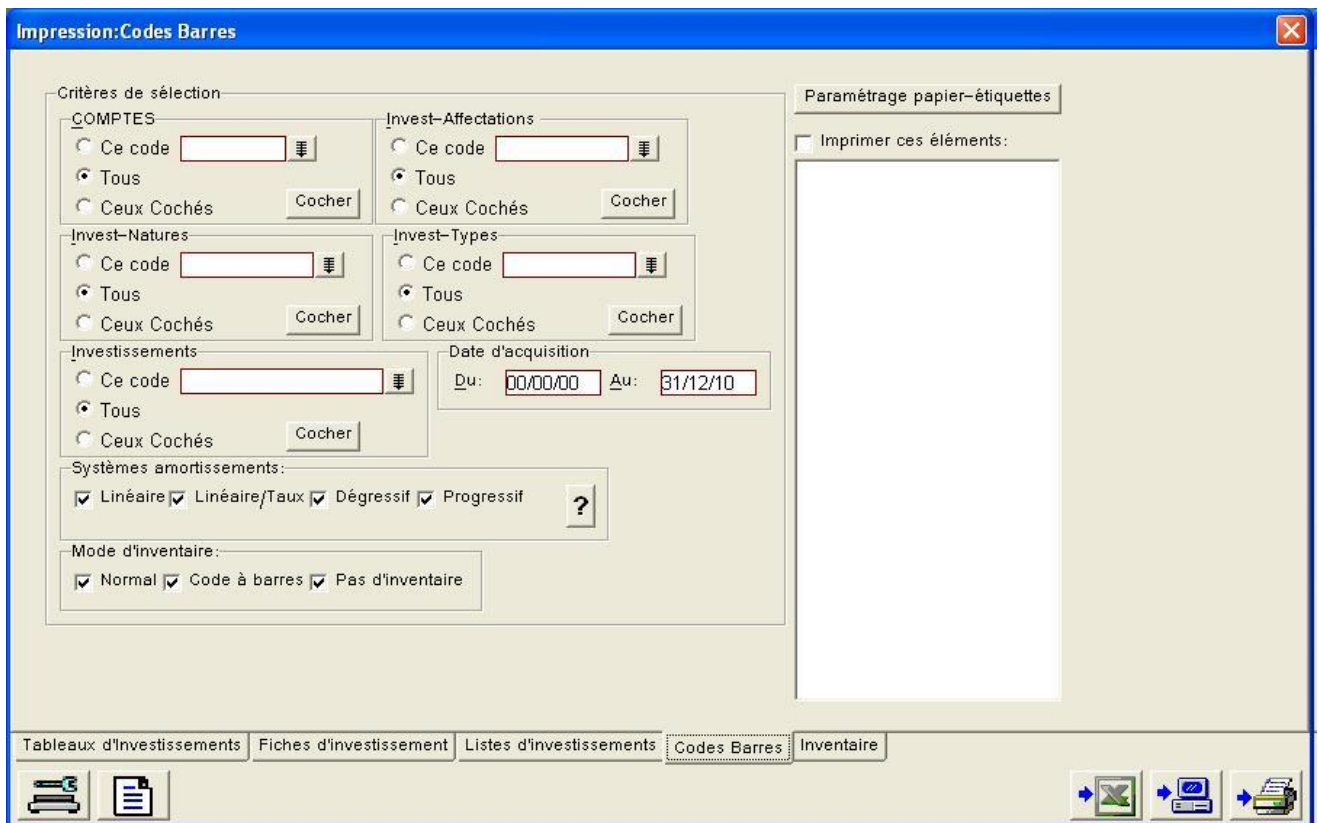 Impression:Codes Barres
Critères de sélection
COMPTES
Ce code
Tous
Ceux Cochés
Cocher
Invest-Affectations
Ce code
Tous
Ceux Cochés
Cocher
Invest-Natures
Ce code
Tous
Ceux Cochés
Cocher
Invest-Types
Ce code
Tous
Ceux Cochés
Cocher
Investissements
Ce code
Tous
Ceux Cochés
Cocher
Date d'acquisition
Du: 00/00/00 Au: 31/12/10
Systèmes amortissements:
Linéaire Linéaire/Taux Dégressif Progressif
?
Mode d'inventaire:
Normal Code à barres Pas d'inventaire
Paramétrage papier-étiquettes
Imprimer ces éléments:
Tableaux d'Investissements Fiches d'investissement Listes d'investissements Codes Barres Inventaire